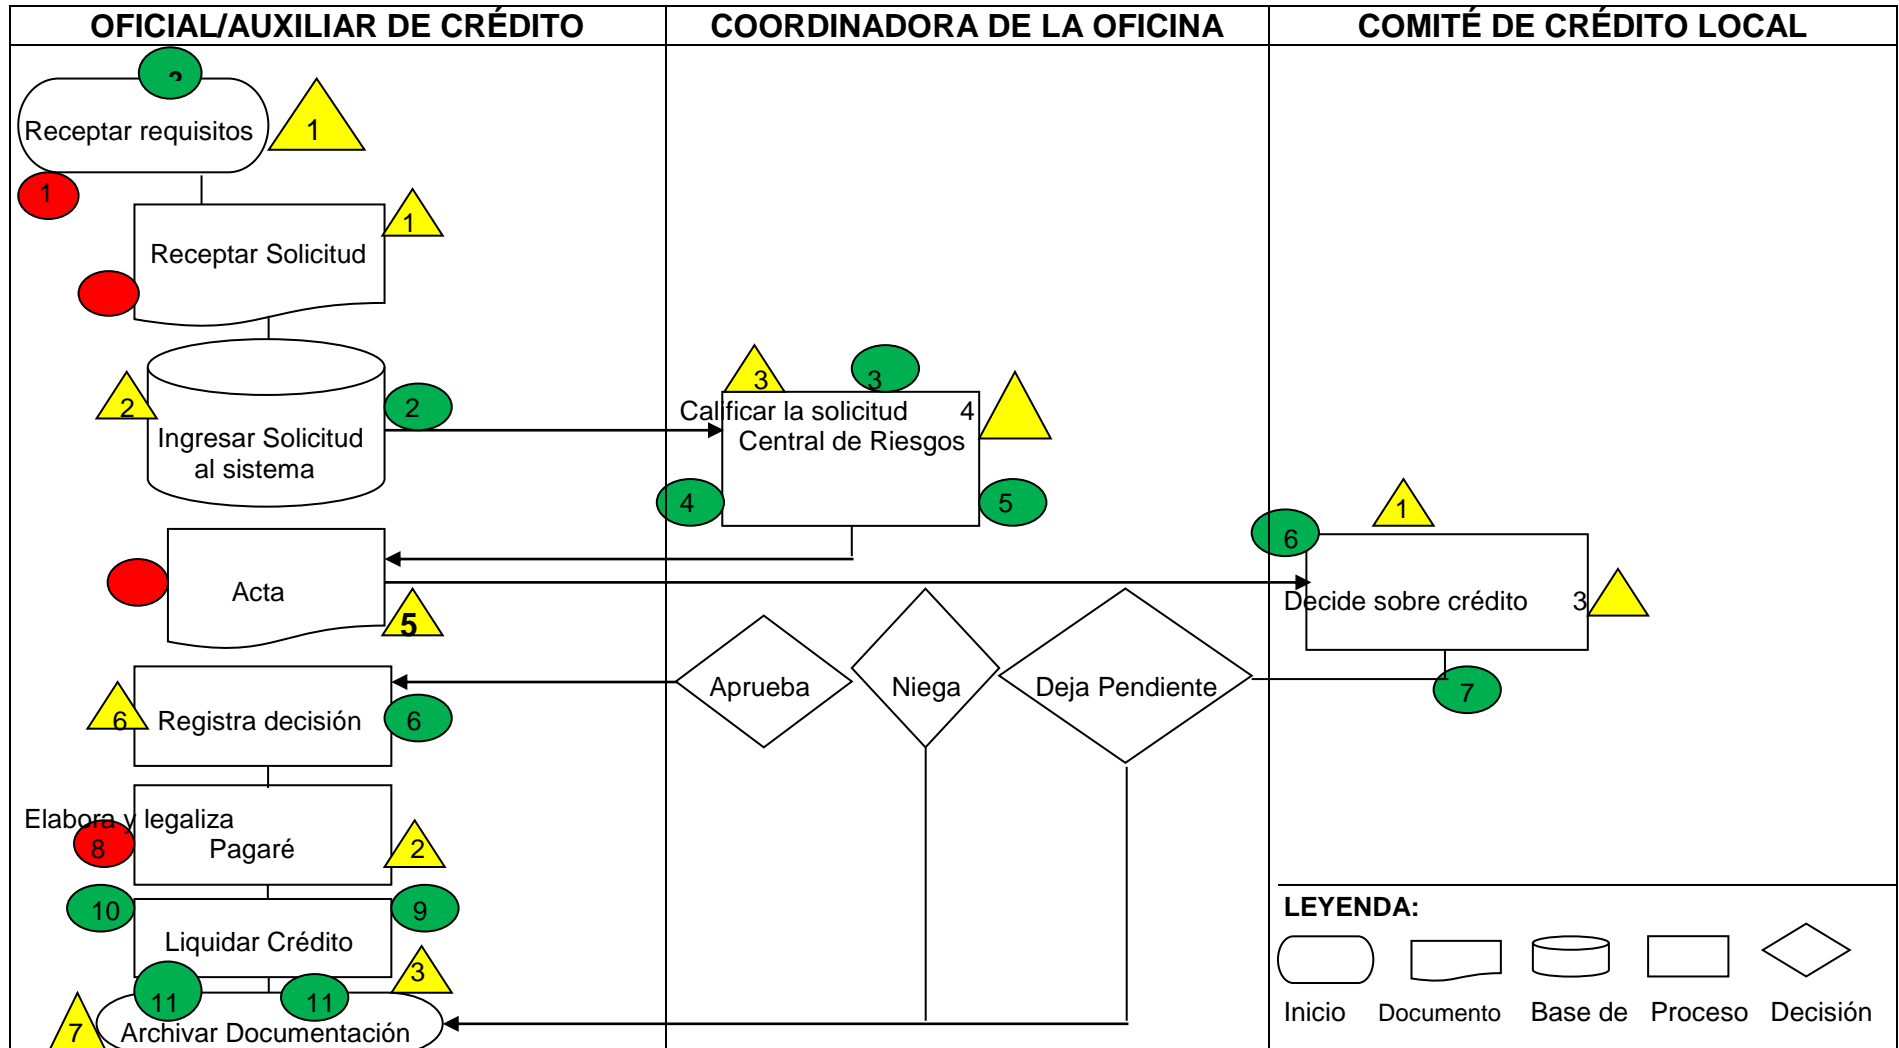 OFICIAL/AUXILIAR DE CRÉDITO
COORDINADORA DE LA OFICINA
COMITÉ DE CRÉDITO LOCAL
Receptar requisitos
1
1
Receptar Solicitud
1
2
2
Ingresar Solicitud
al sistema
3
3
Calificar la solicitud 4
Central de Riesgos
4
5
Acta
5
1
6
Decide sobre crédito 3
7
Aprueba
Niega
Deja Pendiente
6
Registra decisión
6
Elabora y legaliza
8
Pagaré
2
10
9
Liquidar Crédito
3
11
11
7
Archivar Documentación
LEYENDA:
Inicio
Documento
Base de
Proceso
Decisión